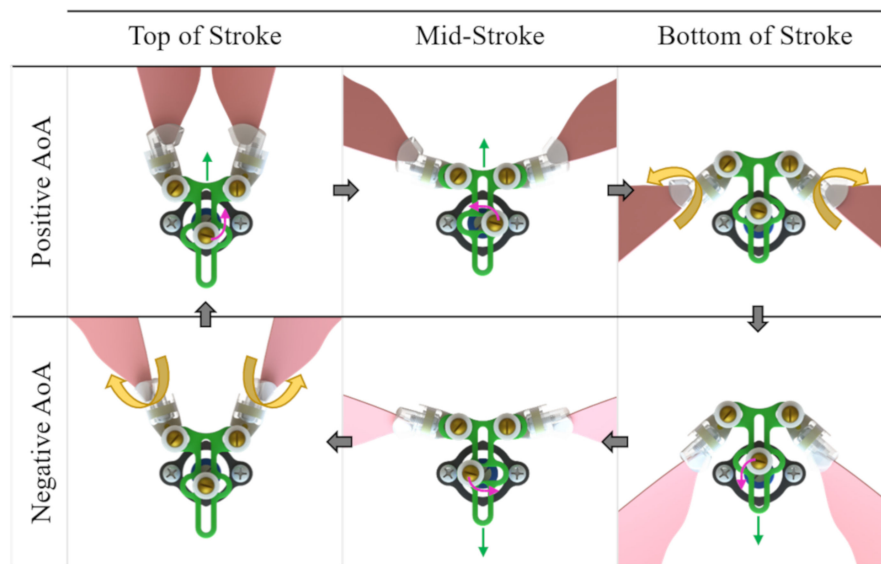 Top of Stroke Mid-Stroke Bottom of Stroke
Positive AoA
Negative AoA